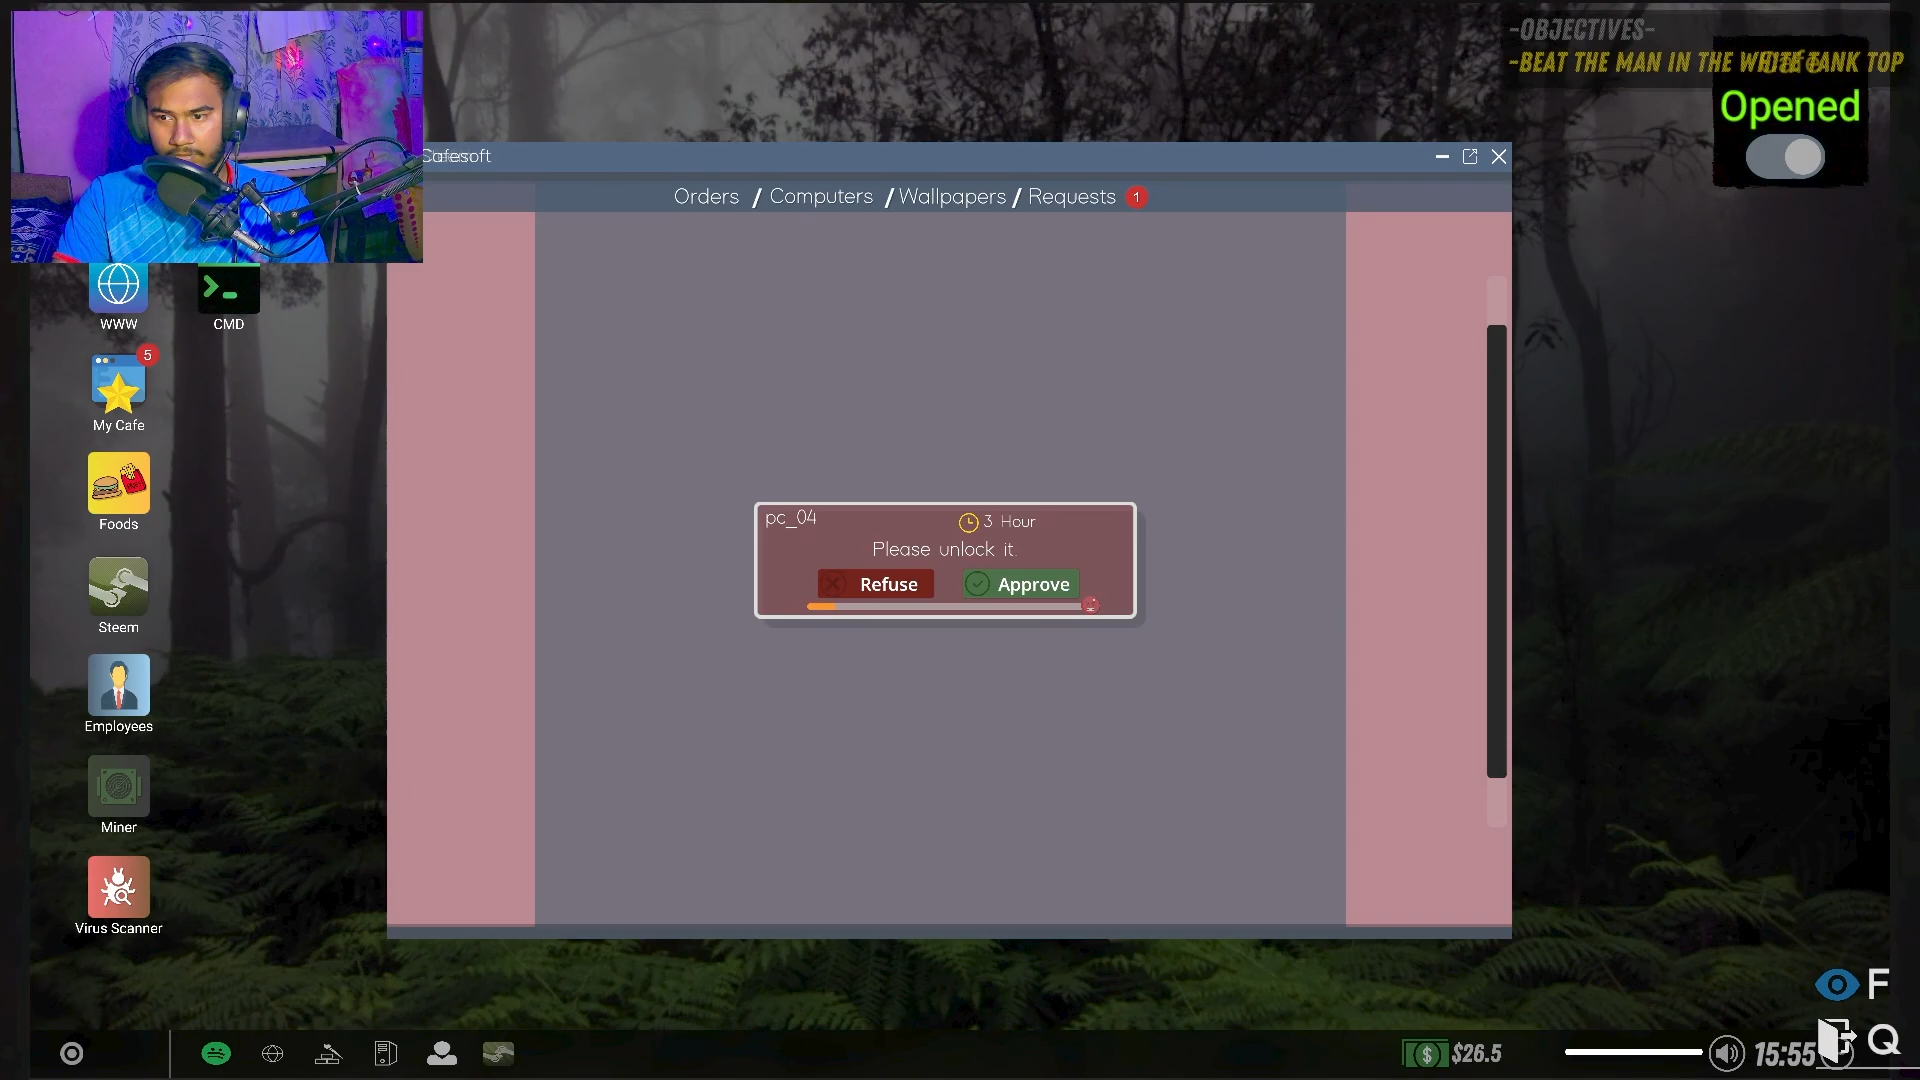 -OBJECTIVES-
-BEAT THE MAN IN THE WHITE TANK TOP
Opened
Orders / Computers / Wallpapers / Requests 1
WWW
CMD
5
My Cafe
Foods
Steem
Employees
Miner
Virus Scanner
pc_04
3 Hour
Please unlock it.
Refuse
Approve
F
Q
$26.5
15:55